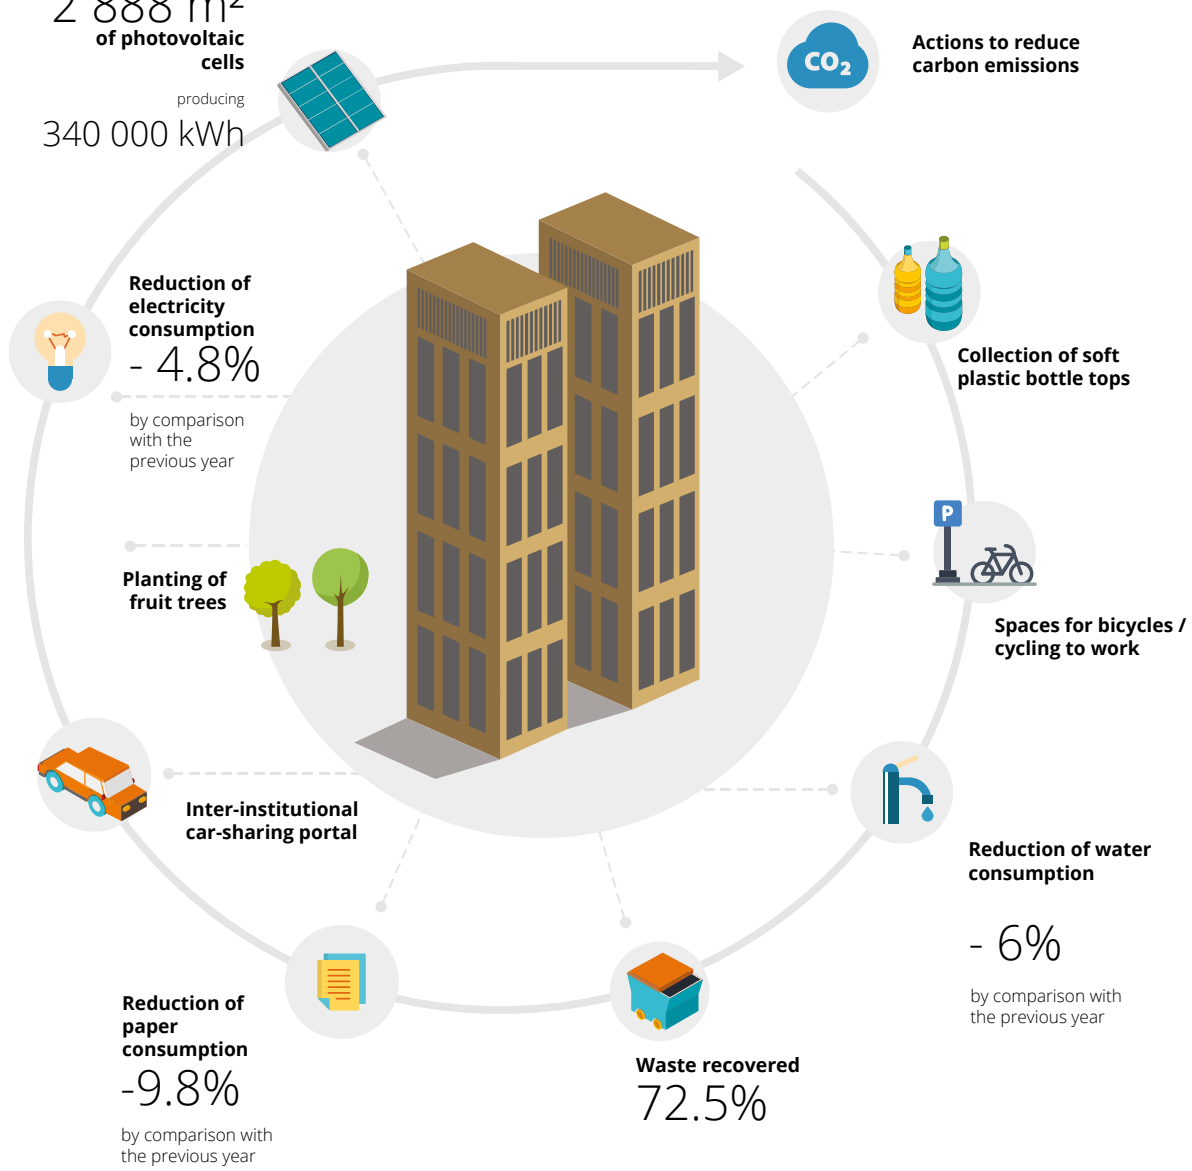 2 888 m²
of photovoltaic
cells
producing
340 000 kWh
CO₂
Actions to reduce
carbon emissions
Reduction of
electricity
consumption
- 4.8%
by comparison
with the
previous year
Collection of soft
plastic bottle tops
P
Spaces for bicycles /
cycling to work
Planting of
fruit trees
Inter-institutional
car-sharing portal
Reduction of water
consumption
- 6%
by comparison with
the previous year
Reduction of
paper
consumption
-9.8%
by comparison with
the previous year
Waste recovered
72.5%